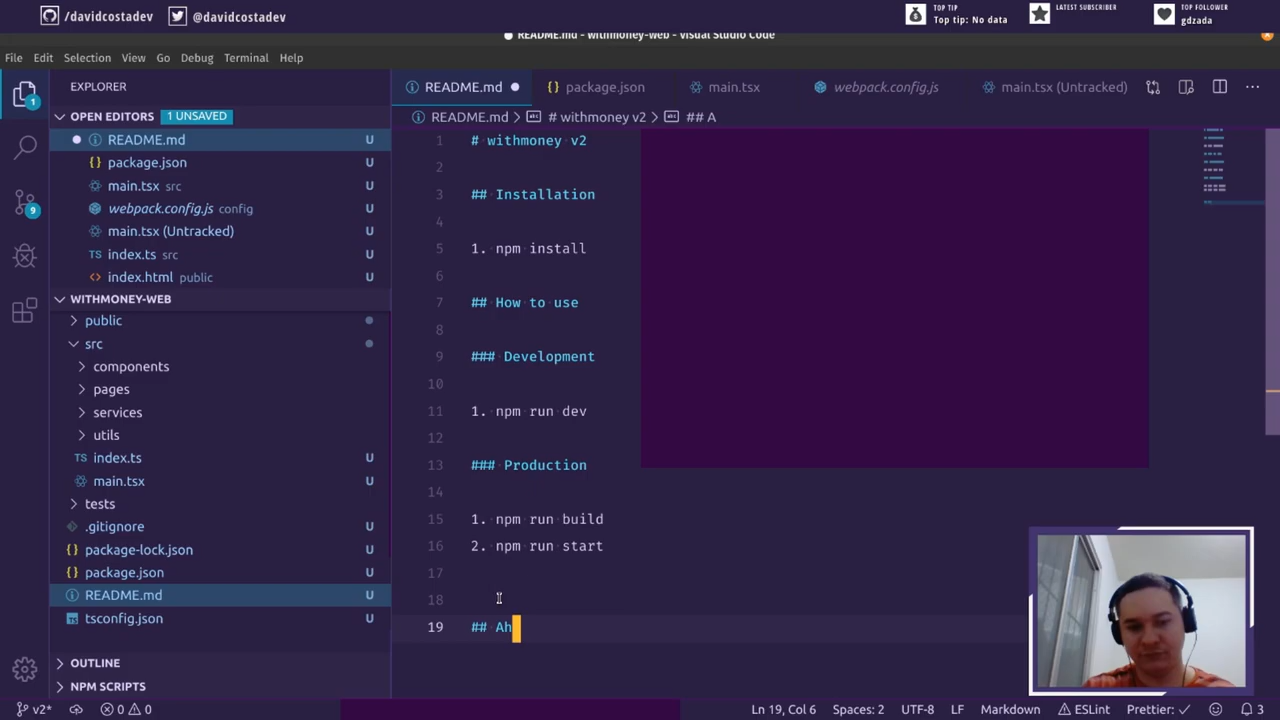 /davidcostadev @davidcostadev
TOP TIP
Top tip: No data
LATEST SUBSCRIBER
TOP FOLLOWER
gdzada
README.md - withmoney-web - Visual Studio Code
File Edit Selection View Go Debug Terminal Help
EXPLORER
README.md package.json main.tsx webpack.config.js main.tsx (Untracked)
OPEN EDITORS 1 UNSAVED
README.md > # withmoney v2 > ## A
README.md U
package.json U
main.tsx src U
webpack.config.js config U
main.tsx (Untracked) U
TS index.ts src U
index.html public U
WITHMONEY-WEB
public
src
components
pages
services
utils
TS index.ts U
main.tsx U
tests
.gitignore U
package-lock.json U
package.json U
README.md U
tsconfig.json U
OUTLINE
NPM SCRIPTS
1
9
1 # withmoney v2
2
3 ## Installation
4
5 1. npm install
6
7 ## How to use
8
9 ### Development
10
11 1. npm run dev
12
13 ### Production
14
15 1. npm run build
16 2. npm run start
17
18
19 ## Ah
v2* 0 0 Ln 19, Col 6 Spaces: 2 UTF-8 LF Markdown ESLint Prettier: ✓ 3